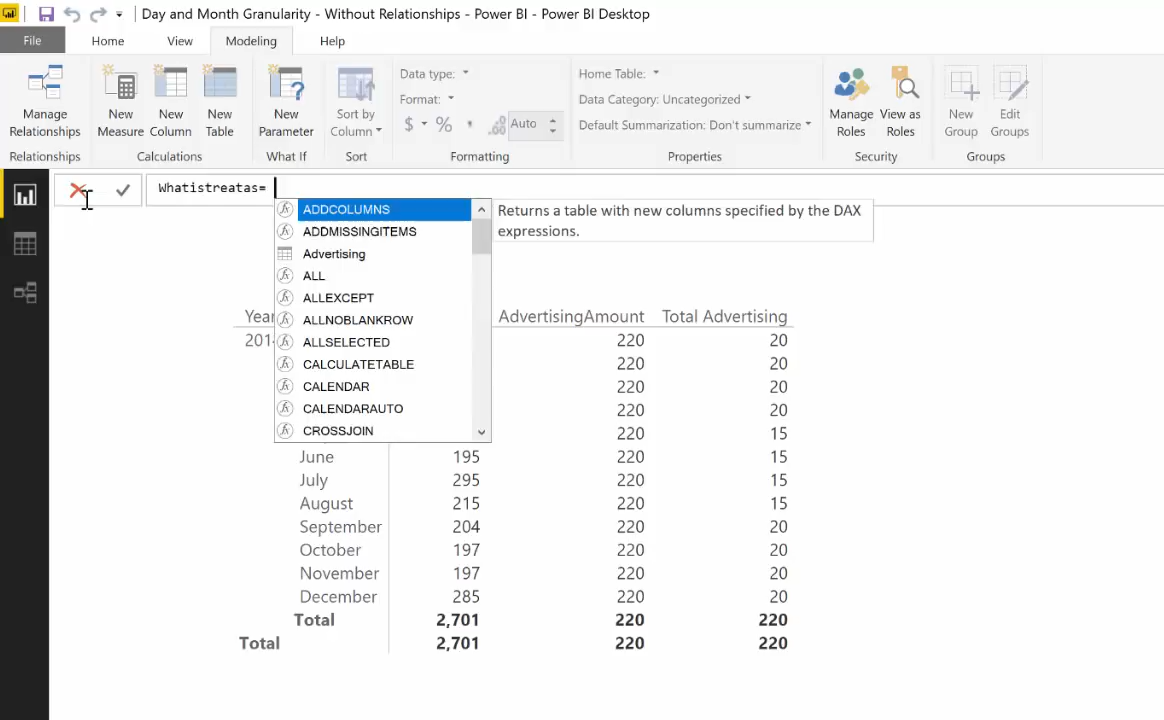 Day and Month Granularity - Without Relationships - Power BI - Power BI Desktop
File Home View Modeling Help
Manage Relationships
New Measure
New Column
New Table
New Parameter
Sort by Column
Data type:
Format:
$ % , .00 Auto
Home Table:
Data Category: Uncategorized
Default Summarization: Don't summarize
Manage Roles
View as Roles
New Group
Edit Groups
Relationships Calculations What If Sort Formatting Properties Security Groups
Whatistreatas=
ADDCOLUMNS
Returns a table with new columns specified by the DAX
expressions.
ADDMISSINGITEMS
Advertising
ALL
ALLEXCEPT
ALLNOBLANKROW
ALLSELECTED
CALCULATETABLE
CALENDAR
CALENDARAUTO
CROSSJOIN
AdvertisingAmount Total Advertising
220 20
220 20
220 20
220 20
220 15
June 195 220 15
July 295 220 15
August 215 220 15
September 204 220 20
October 197 220 20
November 197 220 20
December 285 220 20
Total 2,701 220 220
Total 2,701 220 220